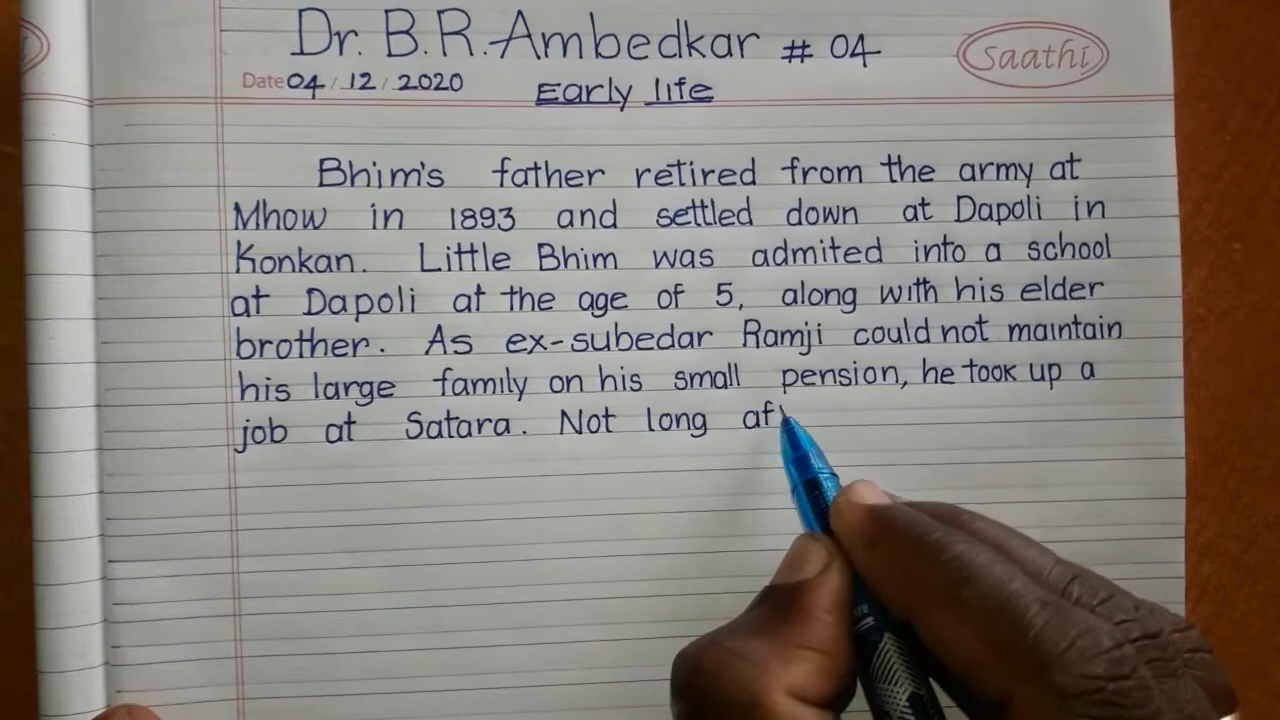 Dr. B.R. Ambedkar # 04
Saathi
Date 04/12/2020
Early life
Bhim's father retired from the army at
Mhow in 1893 and settled down at Dapoli in
Konkan. Little Bhim was admited into a school
at Dapoli at the age of 5, along with his elder
brother. As ex-subedar Ramji could not maintain
his large family on his small pension, he took up a
job at Satara. Not long af